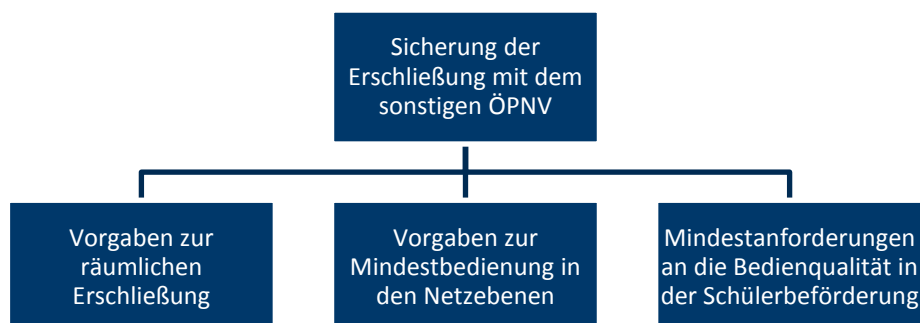 Sicherung der
Erschließung mit dem
sonstigen ÖPNV
Vorgaben zur
räumlichen
Erschließung
Vorgaben zur
Mindestbedienung in
den Netzebenen
Mindestanforderungen
an die Bedienqualität in
der Schülerbeförderung